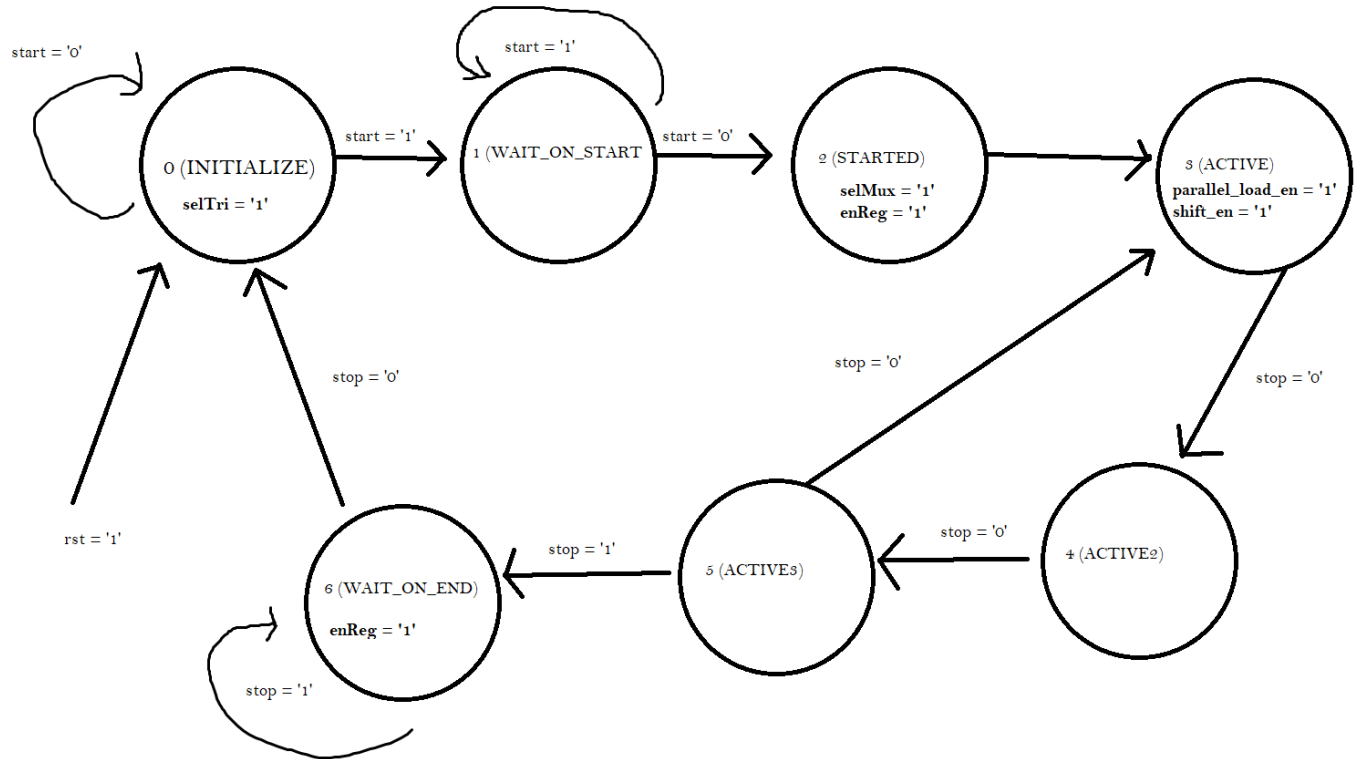 start = '0'
start = '1'
start = '1'
start = '0'
0 (INITIALIZE)
selTri = '1'
1 (WAIT_ON_START
2 (STARTED)
selMux = '1'
enReg = '1'
3 (ACTIVE)
parallel_load_en = '1'
shift_en = '1'
stop = '0'
stop = '0'
stop = '0'
rst = '1'
stop = '1'
stop = '0'
4 (ACTIVE2)
5 (ACTIVE3)
6 (WAIT_ON_END)
enReg = '1'
stop = '1'